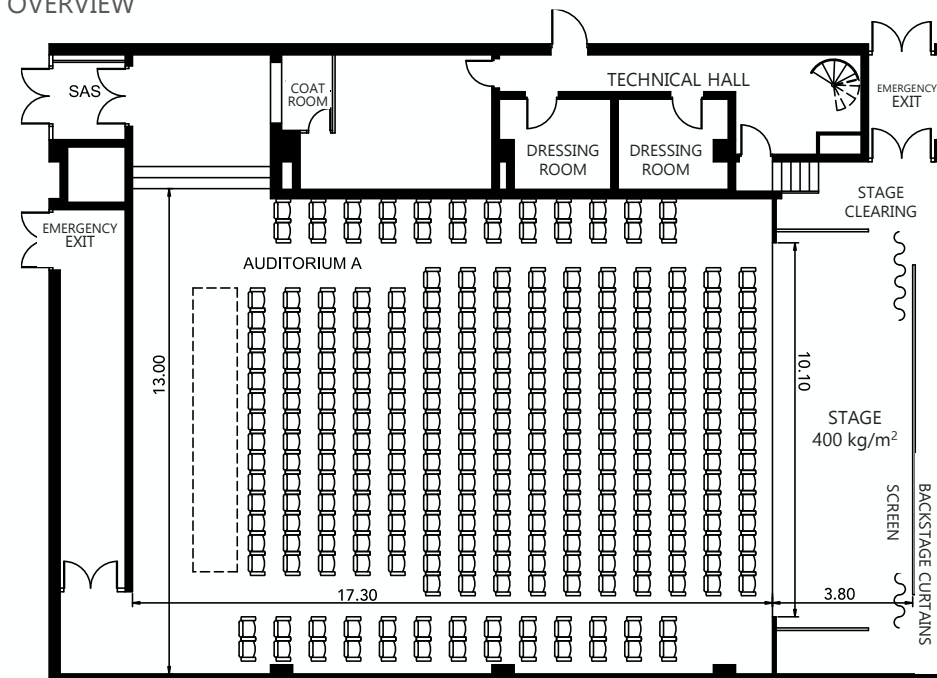 OVERVIEW
SAS
COAT
ROOM
TECHNICAL HALL
EMERGENCY
EXIT
DRESSING
ROOM
DRESSING
ROOM
STAGE
CLEARING
EMERGENCY
EXIT
AUDITORIUM A
13.00
10.10
STAGE
400 kg/m²
SCREEN
BACKSTAGE CURTAINS
17.30
3.80